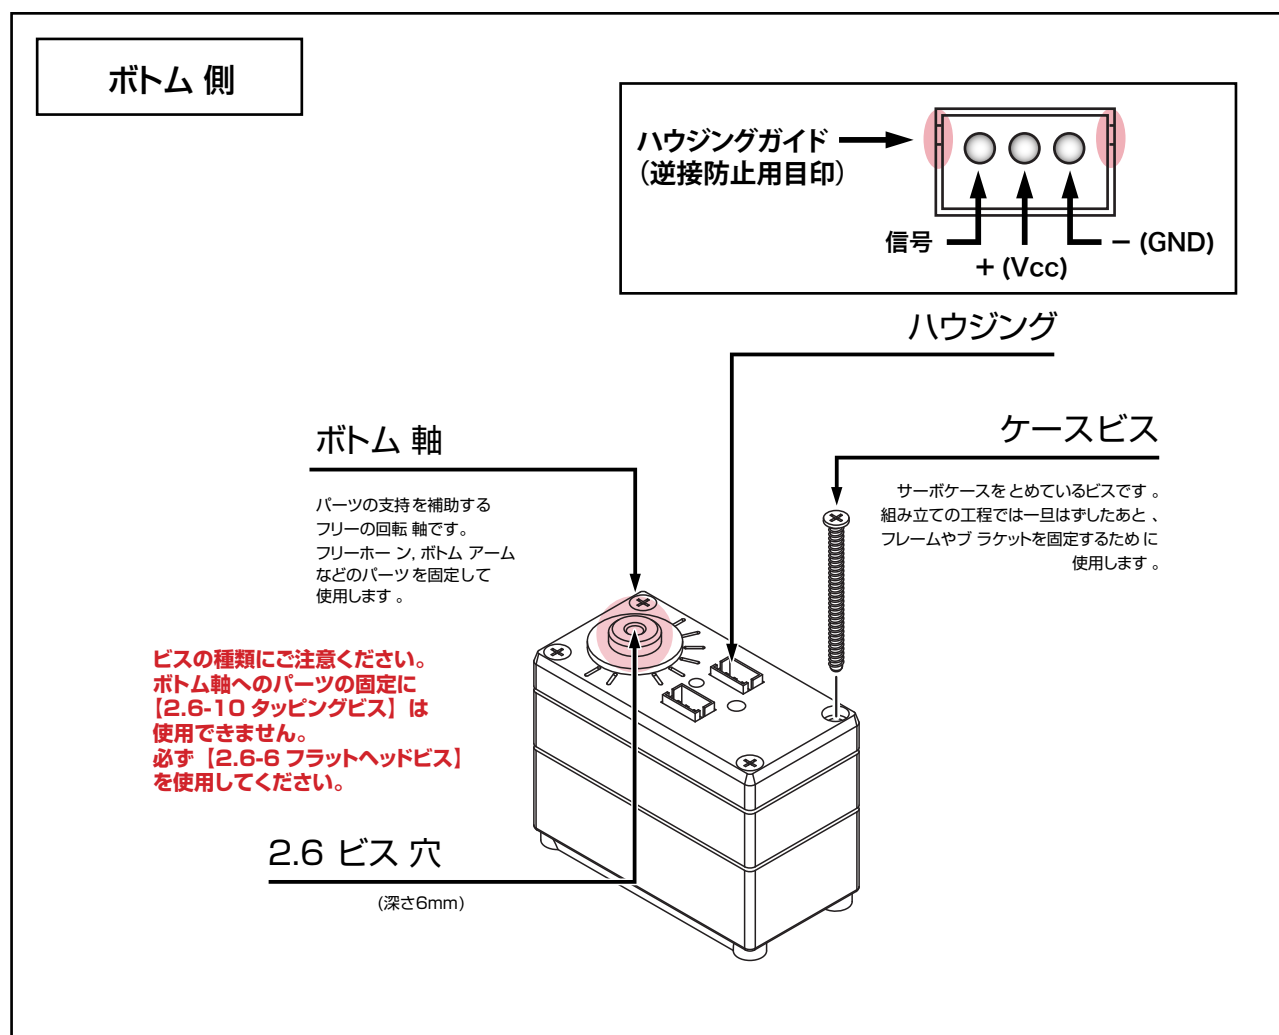 ボトム 側
ハウジングガイド
（逆接防止用目印）
信号
＋ (Vcc)
－ (GND)
ハウジング
ボトム 軸
パーツの支持を補助する
フリーの回転 軸です。
フリーホー ン, ボトム アーム
などのパーツを固定して
使用します 。
ケースビス
サーボケースを とめているビスです 。
組み立ての工程では一旦はずしたあと 、
フレームやブ ラケットを固定するため に
使用します 。
ビスの種類にご注意ください。
ボトム軸へのパーツの固定に
【2.6-10 タッピングビス】は
使用できません。
必ず【2.6-6 フラットヘッドビス】
を使用してください。
2.6 ビス 穴
(深さ6mm)